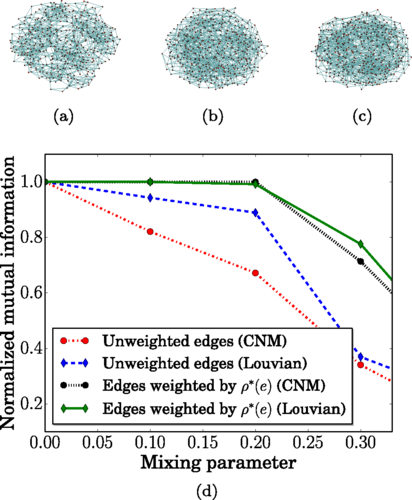 (a) (b) (c)
Normalized mutual information
1.0
0.8
0.6
0.4
0.2
Unweighted edges (CNM)
Unweighted edges (Louvian)
Edges weighted by ρ*(e) (CNM)
Edges weighted by ρ*(e) (Louvian)
0.00 0.05 0.10 0.15 0.20 0.25 0.30
Mixing parameter
(d)